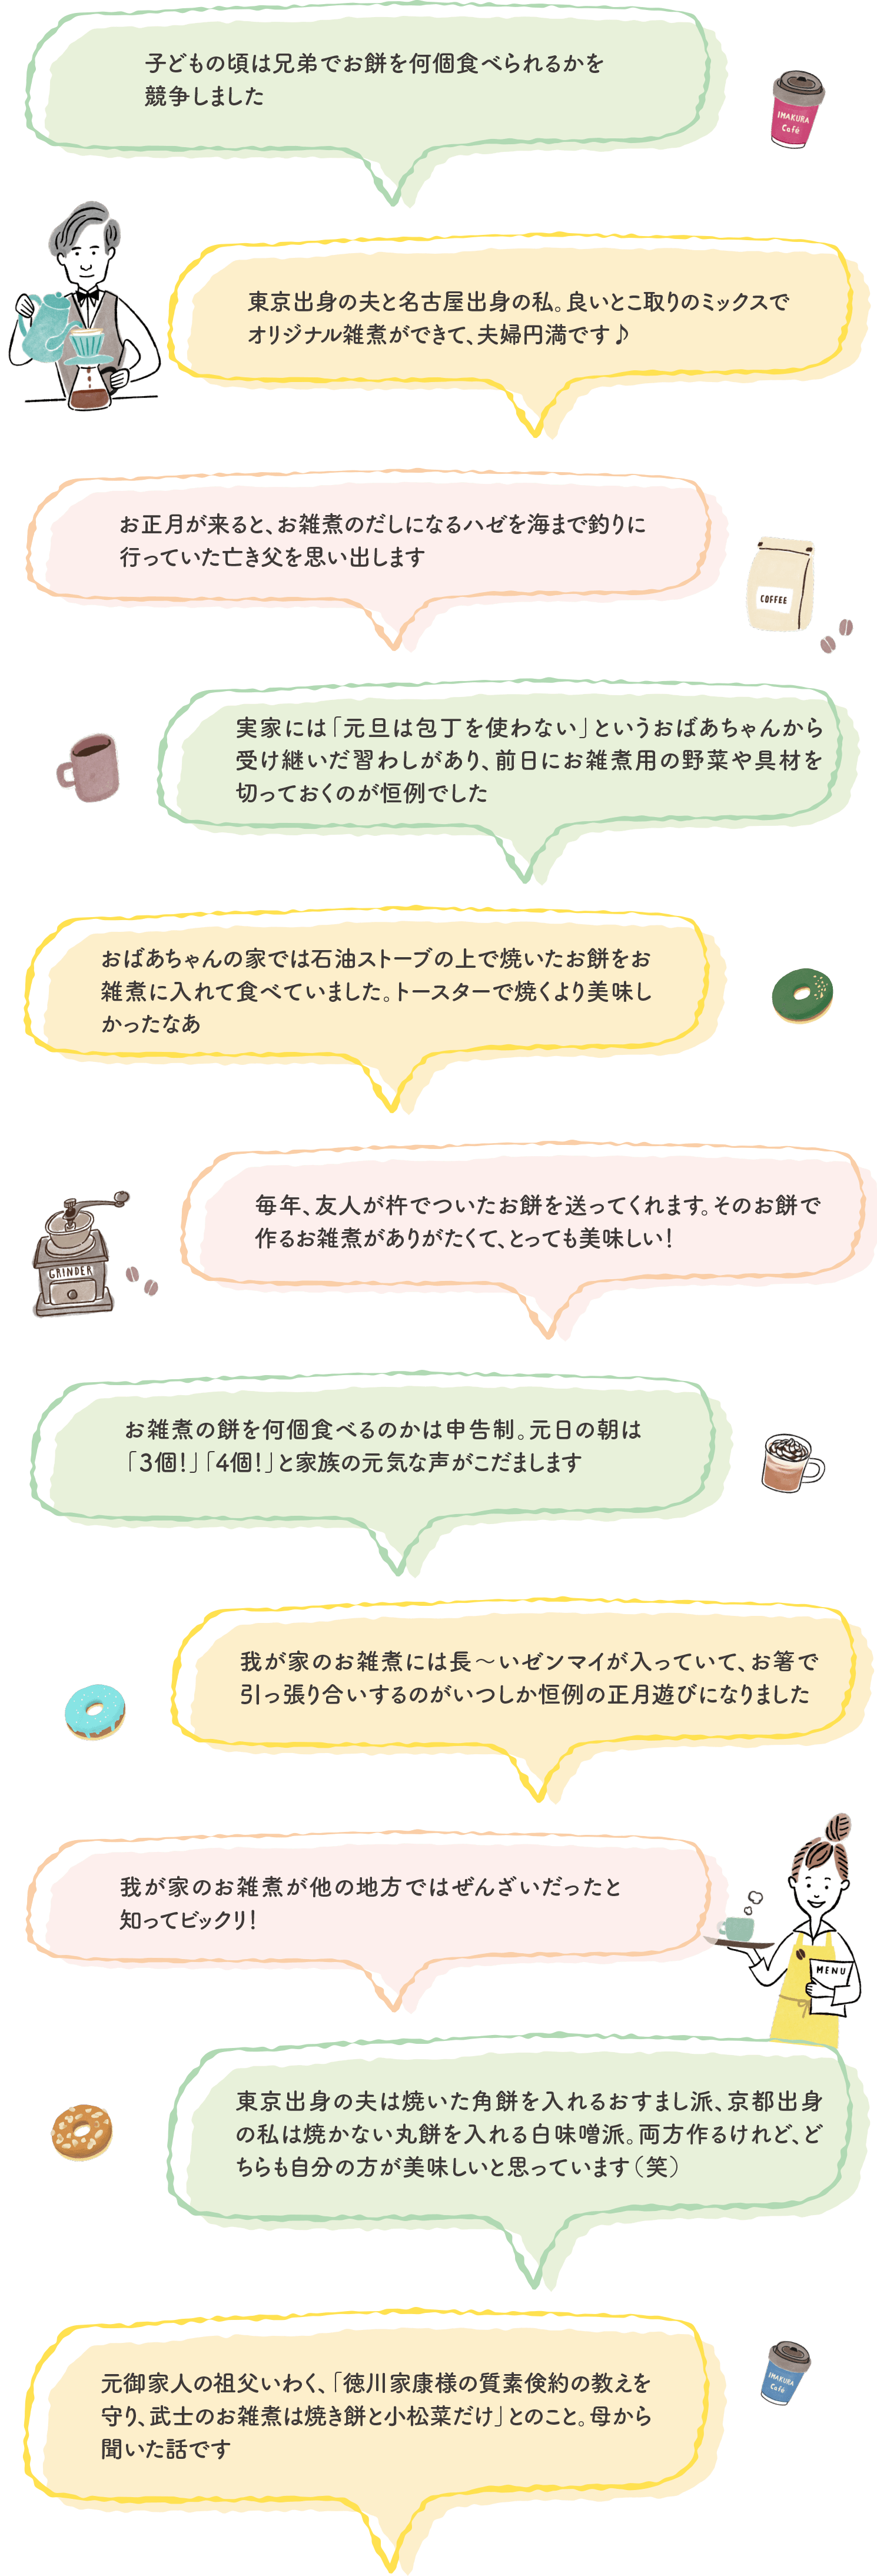 子どもの頃は兄弟でお餅を何個食べられるかを
競争しました
IMAKURA
Café
東京出身の夫と名古屋出身の私。良いとこ取りのミックスで
オリジナル雑煮ができて、夫婦円満です♪
お正月が来ると、お雑煮のだしになるハゼを海まで釣りに
行っていた亡き父を思い出します
COFFEE
実家には「元旦は包丁を使わない」というおばあちゃんから
受け継いだ習わしがあり、前日にお雑煮用の野菜や具材を
切っておくのが恒例でした
おばあちゃんの家では石油ストーブの上で焼いたお餅をお
雑煮に入れて食べていました。トースターで焼くより美味し
かったなあ
毎年、友人が杵でついたお餅を送ってくれます。そのお餅で
作るお雑煮がありがたくて、とっても美味しい!
GRINDER
お雑煮の餅を何個食べるのかは申告制。元日の朝は
「3個!」「4個!」と家族の元気な声がこだまします
我が家のお雑煮には長～いゼンマイが入っていて、お箸で
引っ張り合いするのがいつしか恒例の正月遊びになりました
我が家のお雑煮が他の地方ではぜんざいだったと
知ってビックリ!
MENU
東京出身の夫は焼いた角餅を入れるおすまし派、京都出身
の私は焼かない丸餅を入れる白味噌派。両方作るけれど、ど
ちらも自分の方が美味しいと思っています(笑)
元御家人の祖父いわく、「徳川家康様の質素倹約の教えを
守り、武士のお雑煮は焼き餅と小松菜だけ」とのこと。母から
聞いた話です
IMAKURA
Café